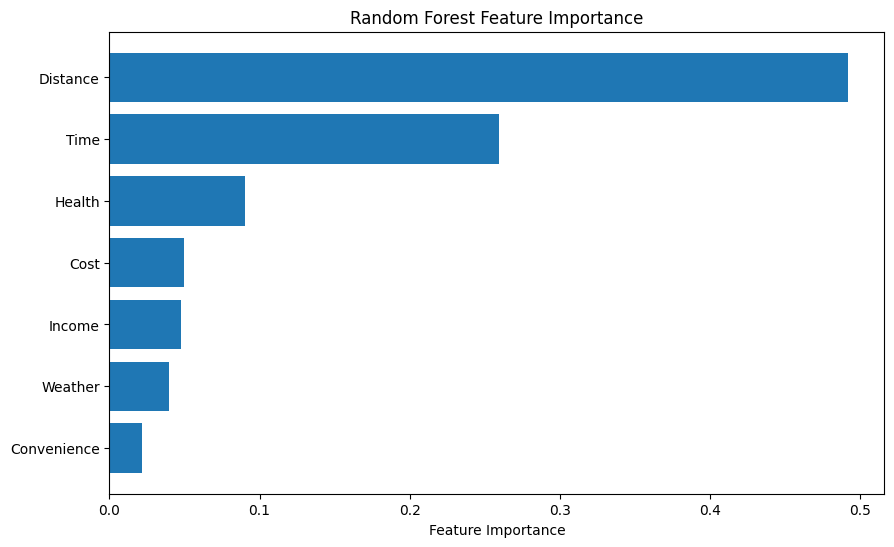 Random Forest Feature Importance
Distance
Time
Health
Cost
Income
Weather
Convenience
0.0 0.1 0.2 0.3 0.4 0.5
Feature Importance